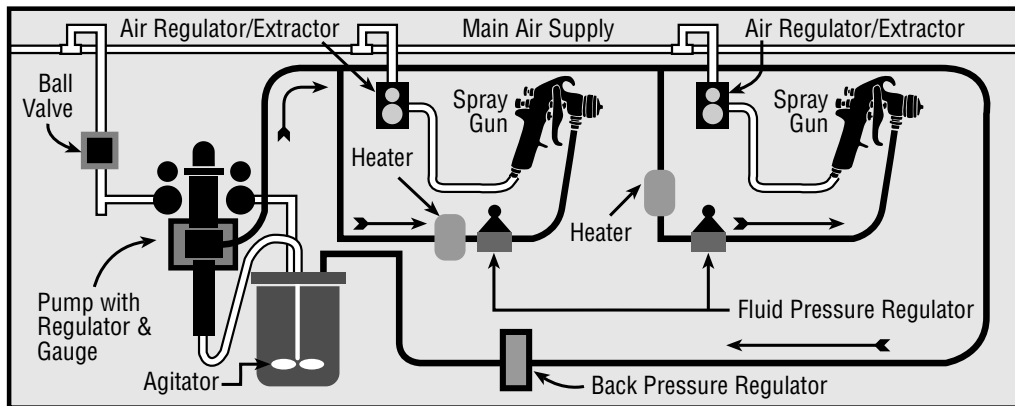 Air Regulator/Extractor
Main Air Supply
Air Regulator/Extractor
Ball
Valve
Spray
Gun
Spray
Gun
Heater
Heater
Pump with
Regulator &
Gauge
Fluid Pressure Regulator
Agitator
Back Pressure Regulator